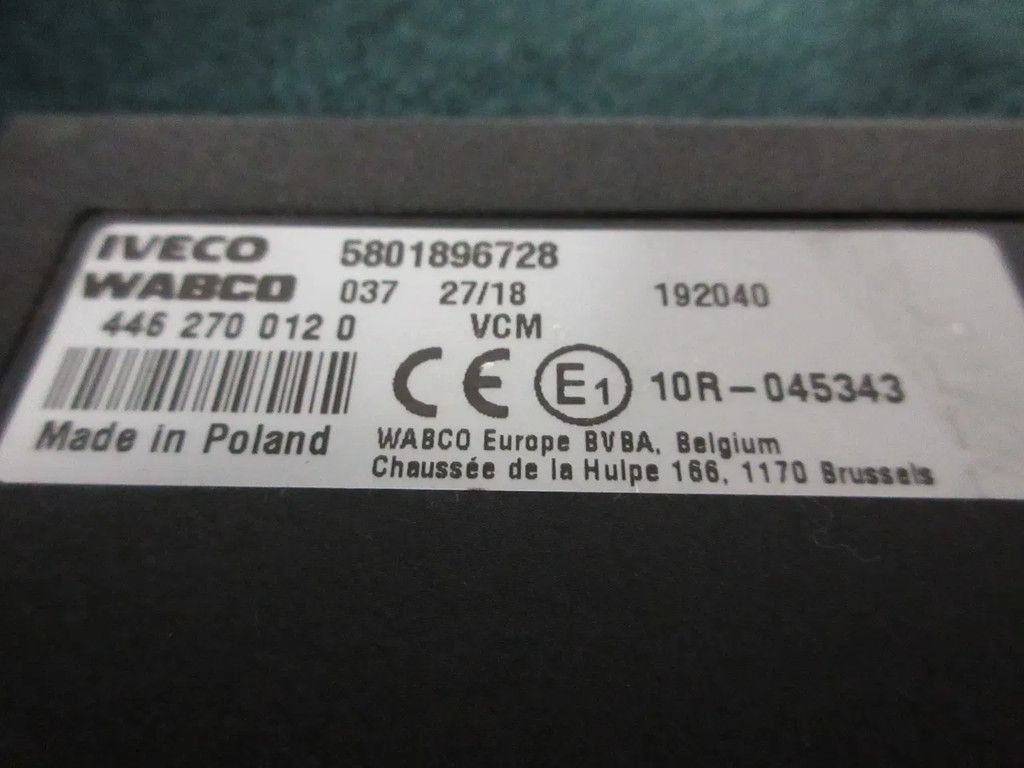 IVECO 5801896728
WABCO 037 27/18 192040
446 270 012 0 VCM
CE E1 10R-045343
Made in Poland WABCO Europe BVBA, Belgium
Chaussée de la Hulpe 166, 1170 Brussels